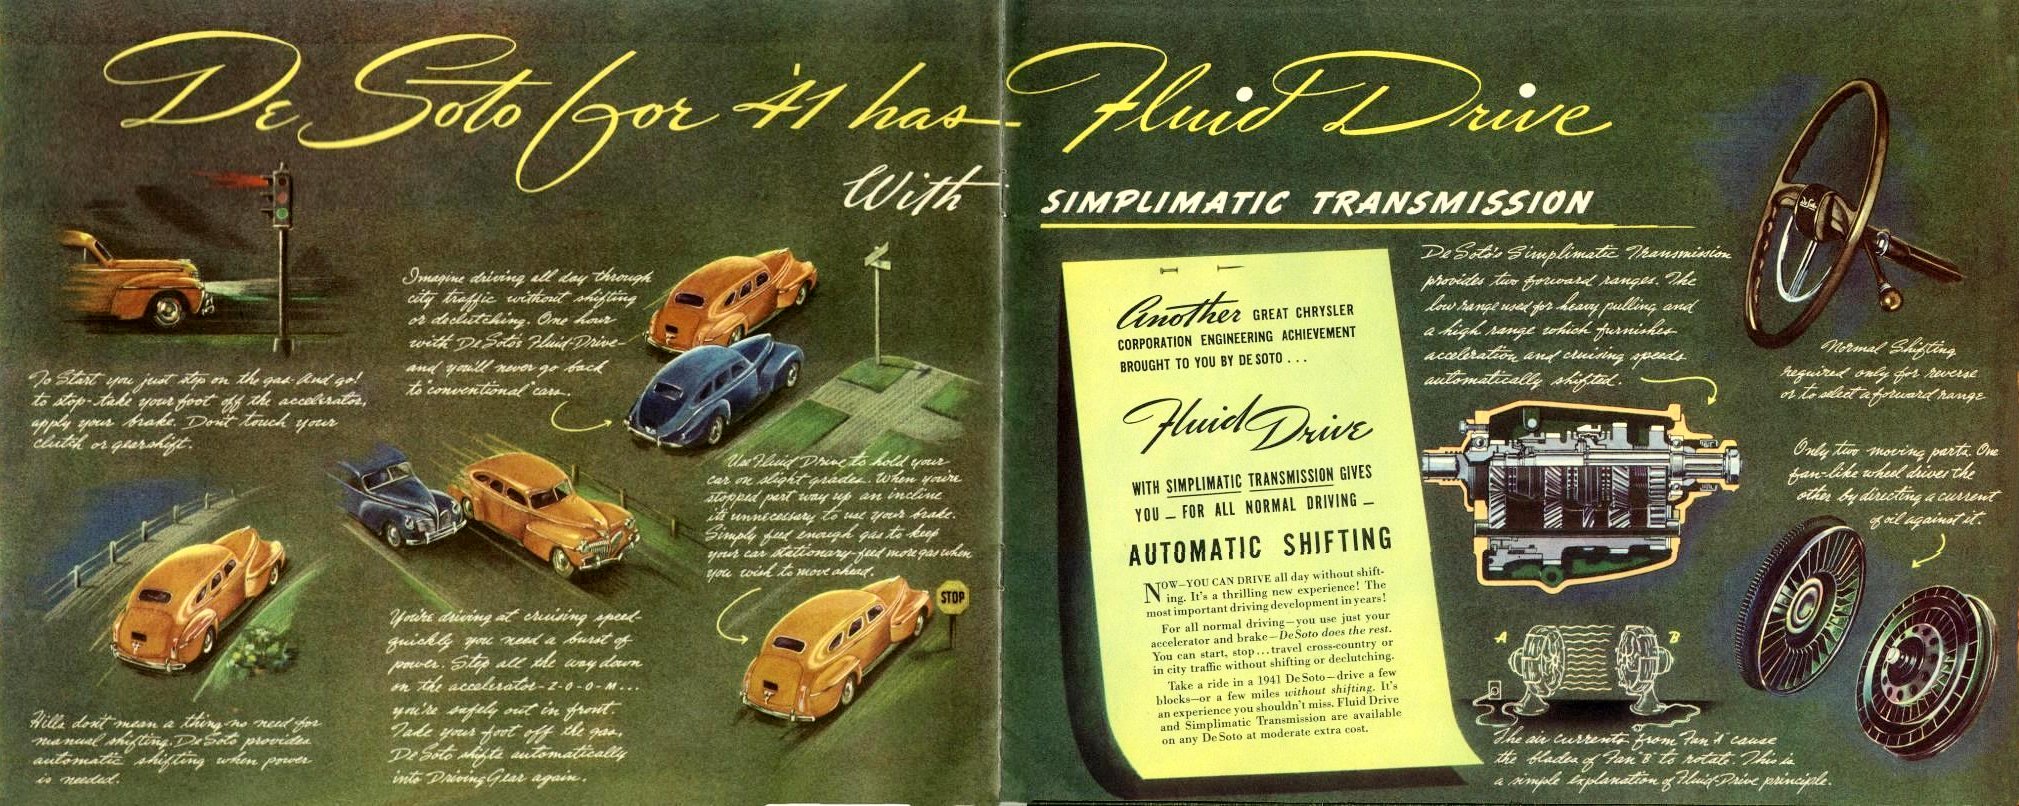 De Soto for '41 has Fluid Drive
With SIMPLIMATIC TRANSMISSION
To Start you just step on the gas and go!
to stop-take your foot off the accelerator,
apply your brake. Don't touch your
clutch or gearshift.
Imagine driving all day through
city traffic without shifting
or declutching. One hour
with De Soto's Fluid-Drive-
and you'll never go back
to "conventional" cars.
Use Fluid Drive to hold your
car on slight grades. When you're
stopped part way up an incline
its unnecessary to use your brake.
Simply feed enough gas to keep
your car stationary-feed more gas when
you wish to move ahead.
STOP
Hills don't mean a thing-no need for
manual shifting. De Soto provides
automatic shifting when power
is needed.
You're driving at cruising speed-
quickly you need a burst of
power. Step all the way down
on the accelerator-Z-O-O-M...
you're safely out in front.
Take your foot off the gas,
De Soto shifts automatically
into Driving Gear again.
Another GREAT CHRYSLER
CORPORATION ENGINEERING ACHIEVEMENT
BROUGHT TO YOU BY DE SOTO ...
Fluid Drive
WITH SIMPLIMATIC TRANSMISSION GIVES
YOU — FOR ALL NORMAL DRIVING —
AUTOMATIC SHIFTING
NOW—YOU CAN DRIVE all day without shift-
ing. It's a thrilling new experience! The
most important driving development in years!
For all normal driving—you use just your
accelerator and brake—De Soto does the rest.
You can start, stop...travel cross-country or
in city traffic without shifting or declutching.
Take a ride in a 1941 De Soto—drive a few
blocks—or a few miles without shifting. It's
an experience you shouldn't miss. Fluid Drive
and Simplimatic Transmission are available
on any De Soto at moderate extra cost.
De Soto's Simplimatic Transmission
provides two forward ranges. The
low range used for heavy pulling and
a high range which furnishes
acceleration and cruising speeds
automatically shifted.
De Soto
Normal Shifting
required only for reverse
or to select a forward range
Only two moving parts. One
fan-like wheel drives the
other by directing a current
of oil against it.
A B
The air currents from Fan "A" cause
the blades of Fan "B" to rotate. This is
a simple explanation of Fluid-Drive principle.